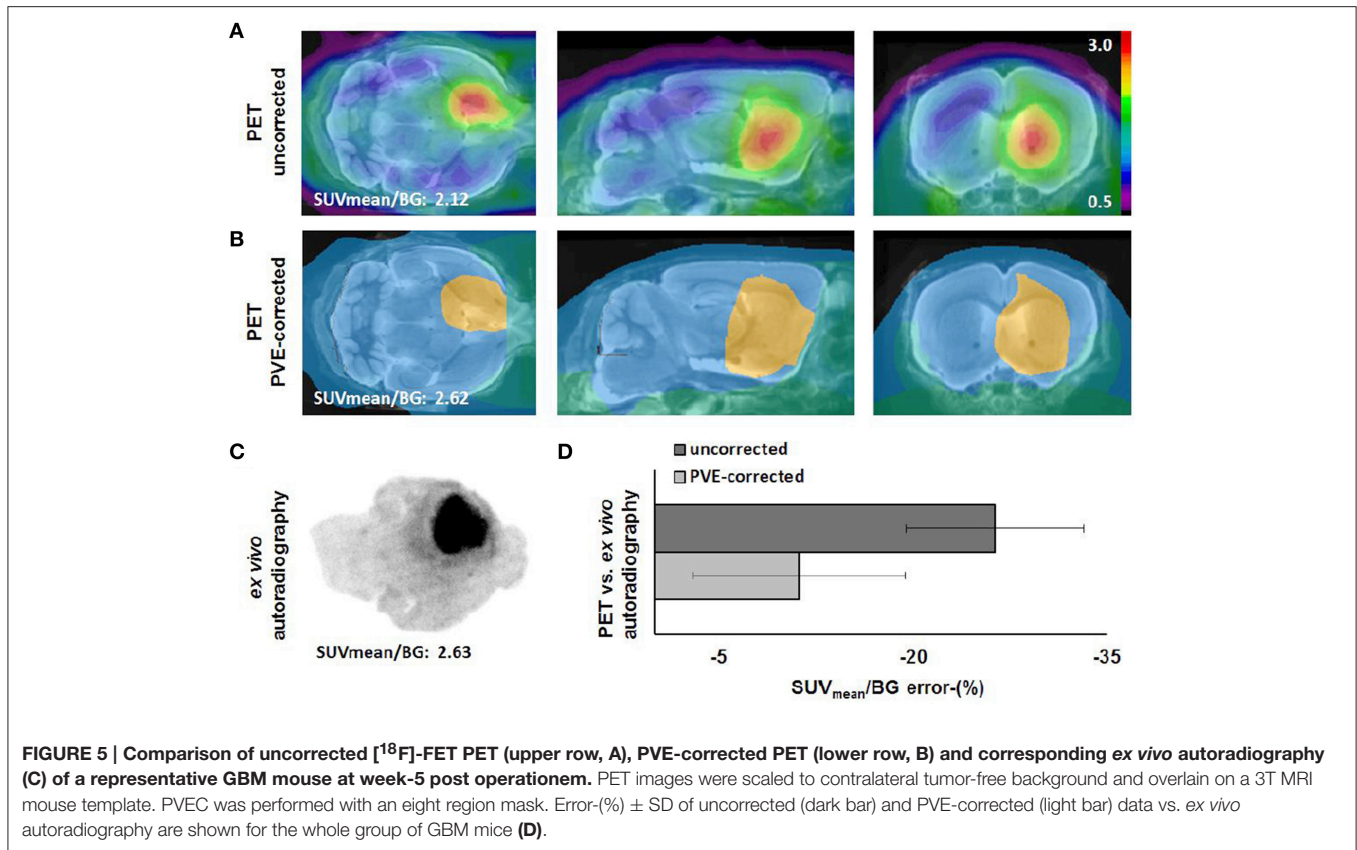 A
PET
uncorrected
SUVmean/BG: 2.12
3.0
0.5
B
PET
PVE-corrected
SUVmean/BG: 2.62
C
ex vivo
autoradiography
SUVmean/BG: 2.63
D
uncorrected
PVE-corrected
PET vs. ex vivo
autoradiography
-5
-20
-35
SUVmean/BG error-(%)
FIGURE 5 | Comparison of uncorrected [18F]-FET PET (upper row, A), PVE-corrected PET (lower row, B) and corresponding ex vivo autoradiography
(C) of a representative GBM mouse at week-5 post operationem. PET images were scaled to contralateral tumor-free background and overlain on a 3T MRI
mouse template. PVEC was performed with an eight region mask. Error-(%) ± SD of uncorrected (dark bar) and PVE-corrected (light bar) data vs. ex vivo
autoradiography are shown for the whole group of GBM mice (D).